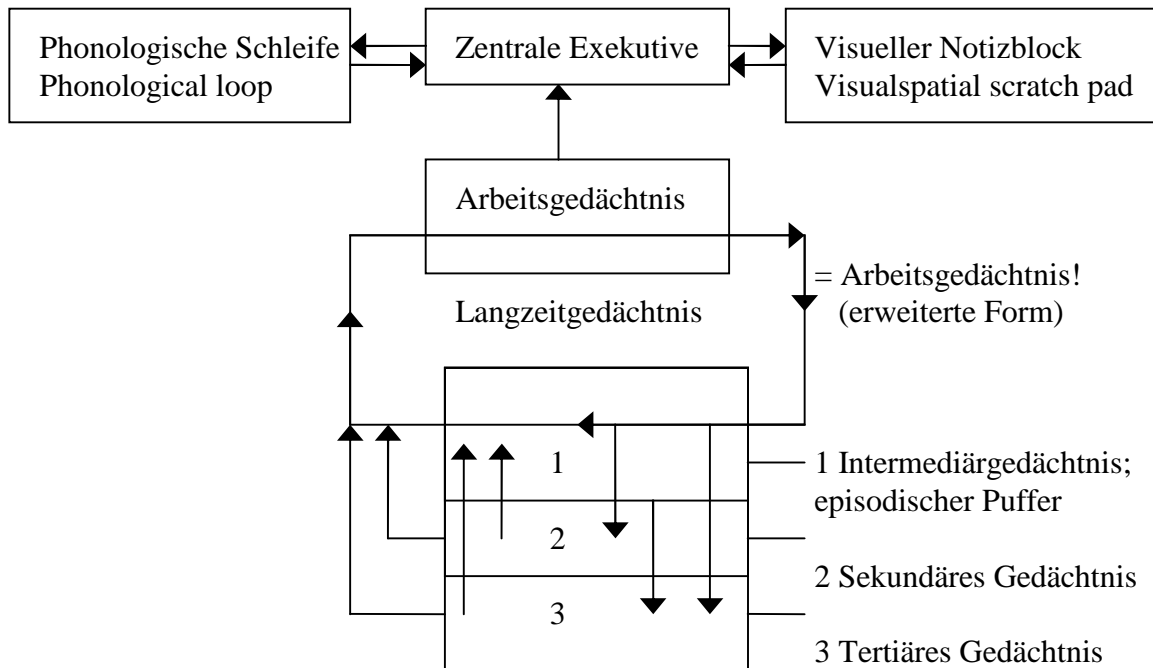 Phonologische Schleife
Phonological loop
Zentrale Exekutive
Visueller Notizblock
Visualspatial scratch pad
Arbeitsgedächtnis
= Arbeitsgedächtnis!
(erweiterte Form)
Langzeitgedächtnis
1
2
3
1 Intermediärgedächtnis;
episodischer Puffer
2 Sekundäres Gedächtnis
3 Tertiäres Gedächtnis